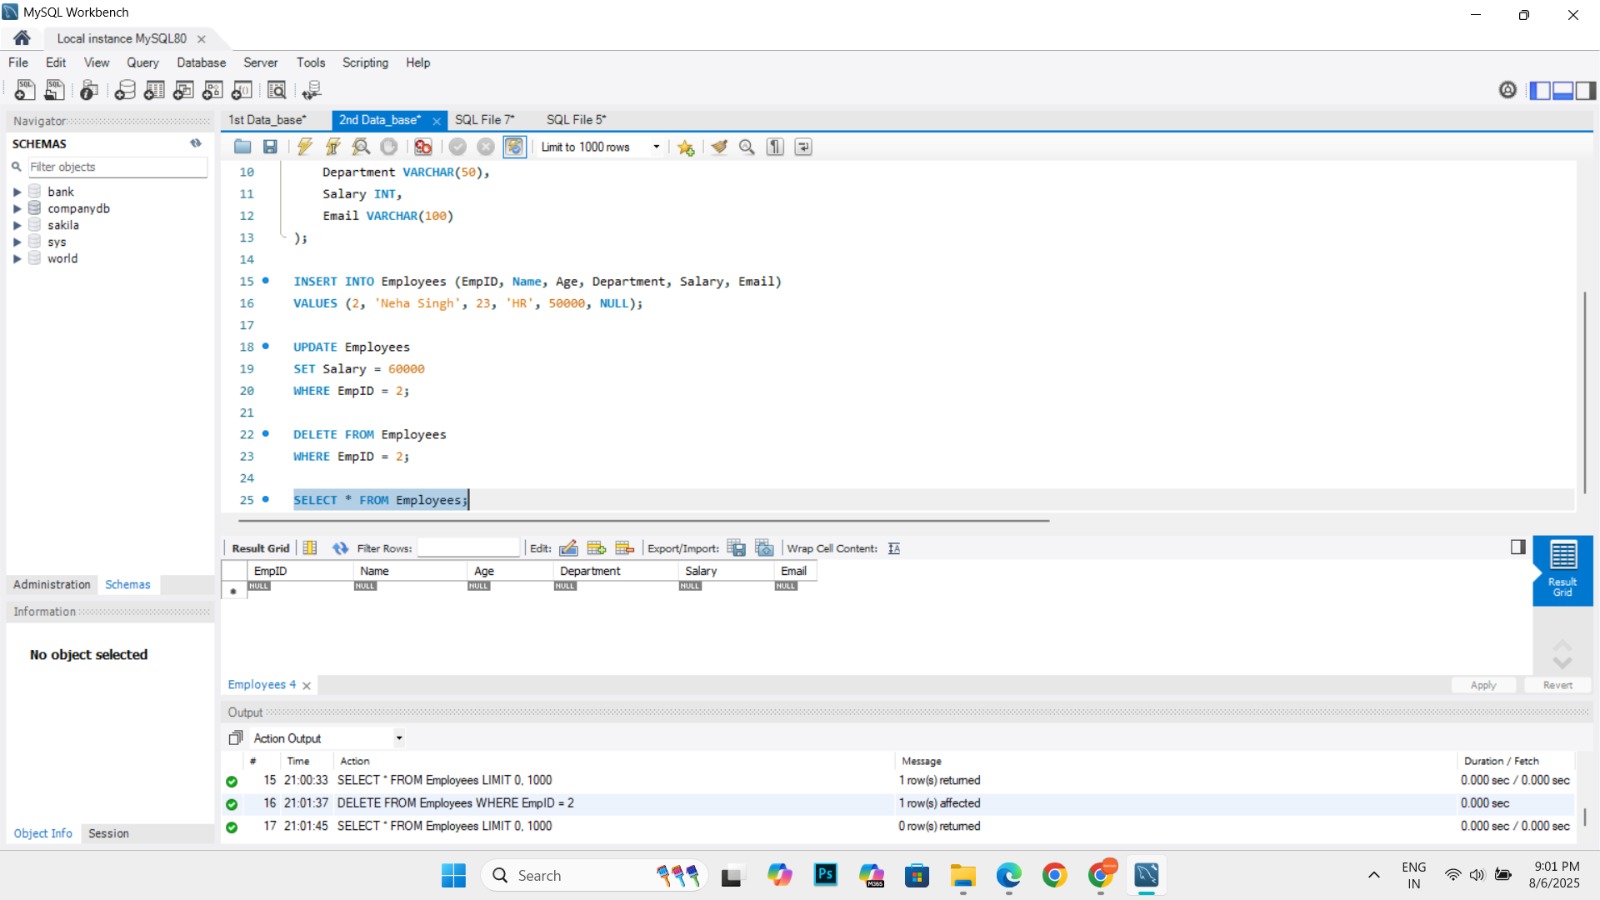 MySQL Workbench
Local instance MySQL80
File Edit View Query Database Server Tools Scripting Help
Navigator
SCHEMAS
Filter objects
bank
companydb
sakila
sys
world
Administration Schemas
Information
No object selected
Object Info Session
1st Data_base* 2nd Data_base* SQL File 7* SQL File 5*
Limit to 1000 rows
10 Department VARCHAR(50),
11 Salary INT,
12 Email VARCHAR(100)
13 );
14
15 INSERT INTO Employees (EmpID, Name, Age, Department, Salary, Email)
16 VALUES (2, 'Neha Singh', 23, 'HR', 50000, NULL);
17
18 UPDATE Employees
19 SET Salary = 60000
20 WHERE EmpID = 2;
21
22 DELETE FROM Employees
23 WHERE EmpID = 2;
24
25 SELECT * FROM Employees;
Result Grid Filter Rows: Edit: Export/Import: Wrap Cell Content:
EmpID Name Age Department Salary Email
NULL NULL NULL NULL NULL NULL
Result
Grid
Employees 4
Apply Revert
Output
Action Output
# Time Action Message Duration / Fetch
15 21:00:33 SELECT * FROM Employees LIMIT 0, 1000 1 row(s) returned 0.000 sec / 0.000 sec
16 21:01:37 DELETE FROM Employees WHERE EmpID = 2 1 row(s) affected 0.000 sec
17 21:01:45 SELECT * FROM Employees LIMIT 0, 1000 0 row(s) returned 0.000 sec / 0.000 sec
Search
Ps
M365
ENG
IN
9:01 PM
8/6/2025